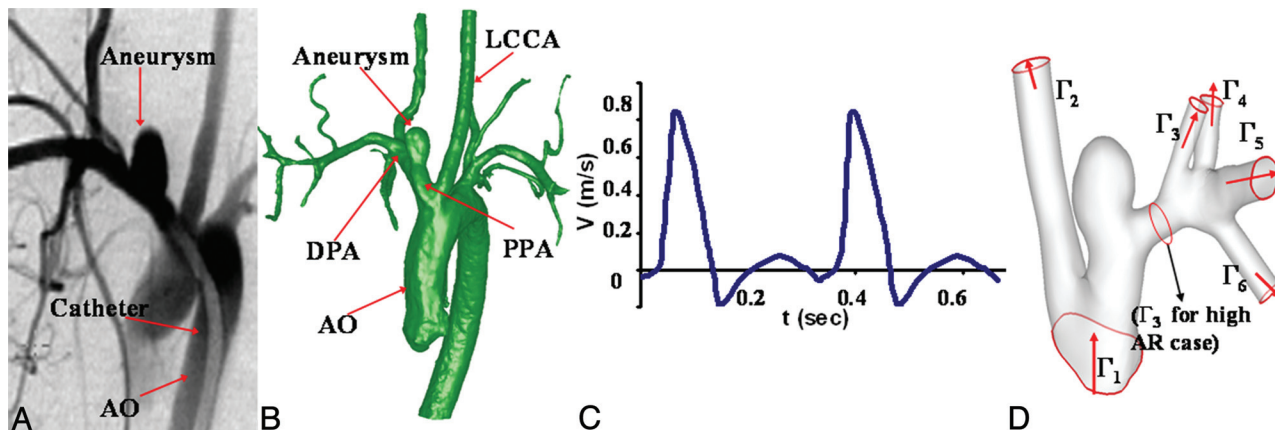 Aneurysm
Catheter
AO
A
Aneurysm
LCCA
DPA
PPA
AO
B
V (m/s)
0.8
0.6
0.4
0.2
0
0.2
0.4
0.6
t (sec)
C
Γ2
Γ3
Γ4
Γ5
Γ6
(Γ3 for high
AR case)
Γ1
D